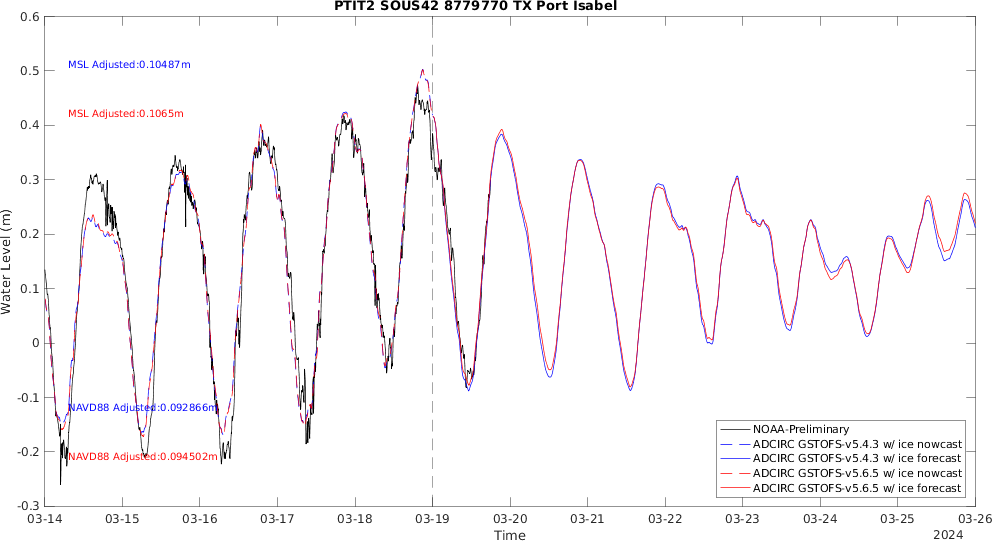 PTIT2 SOUS42 8779770 TX Port Isabel
0.6
0.5
0.4
0.3
0.2
0.1
0
-0.1
-0.2
-0.3
Water Level (m)
MSL Adjusted:0.10487m
MSL Adjusted:0.1065m
NAVD88 Adjusted:0.092866m
NAVD88 Adjusted:0.094502m
NOAA-Preliminary
ADCIRC GSTOFS-v5.4.3 w/ ice nowcast
ADCIRC GSTOFS-v5.4.3 w/ ice forecast
ADCIRC GSTOFS-v5.6.5 w/ ice nowcast
ADCIRC GSTOFS-v5.6.5 w/ ice forecast
03-14 03-15 03-16 03-17 03-18 03-19 03-20 03-21 03-22 03-23 03-24 03-25 03-26
Time
2024